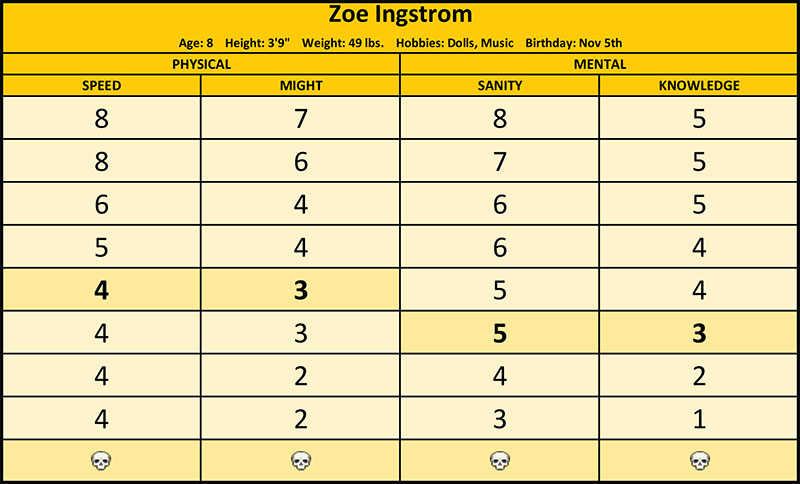 Zoe Ingstrom
Age: 8 Height: 3'9" Weight: 49 lbs. Hobbies: Dolls, Music Birthday: Nov 5th
PHYSICAL MENTAL
SPEED MIGHT SANITY KNOWLEDGE
8 7 8 5
8 6 7 5
6 4 6 5
5 4 6 4
4 3 5 4
4 3 5 3
4 2 4 2
4 2 3 1